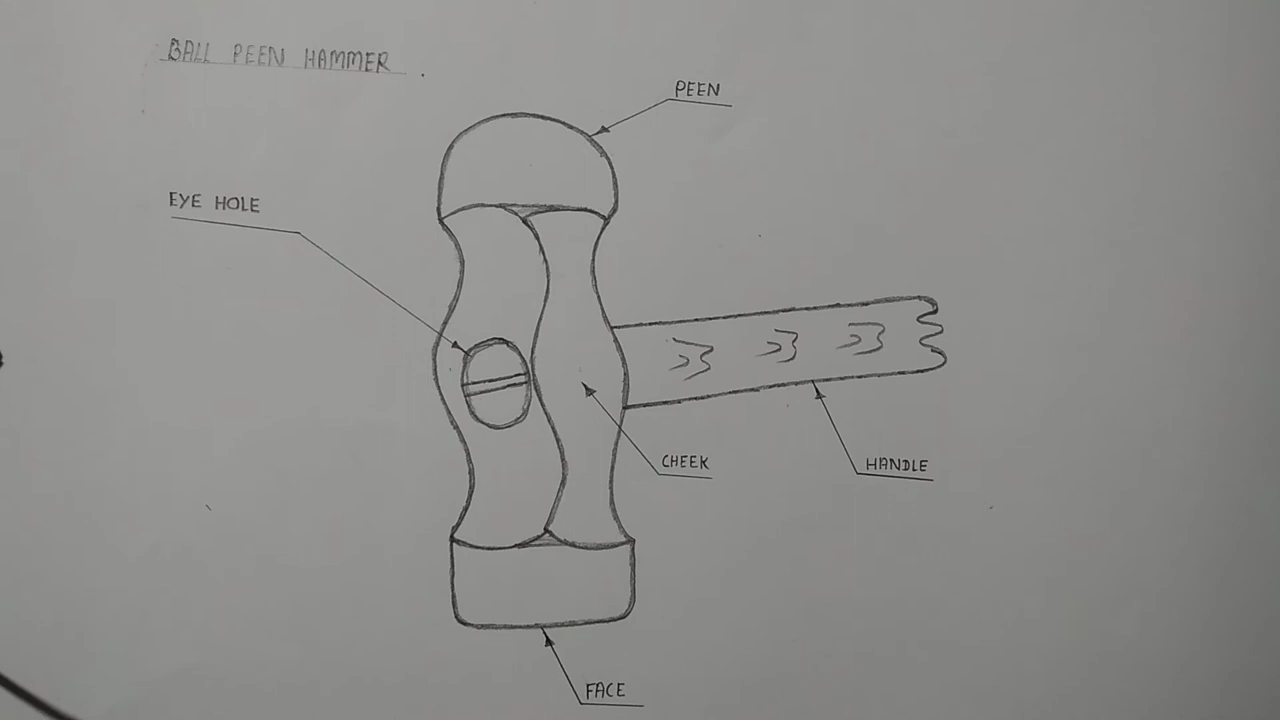 BALL PEEN HAMMER
PEEN
EYE HOLE
CHEEK
HANDLE
FACE